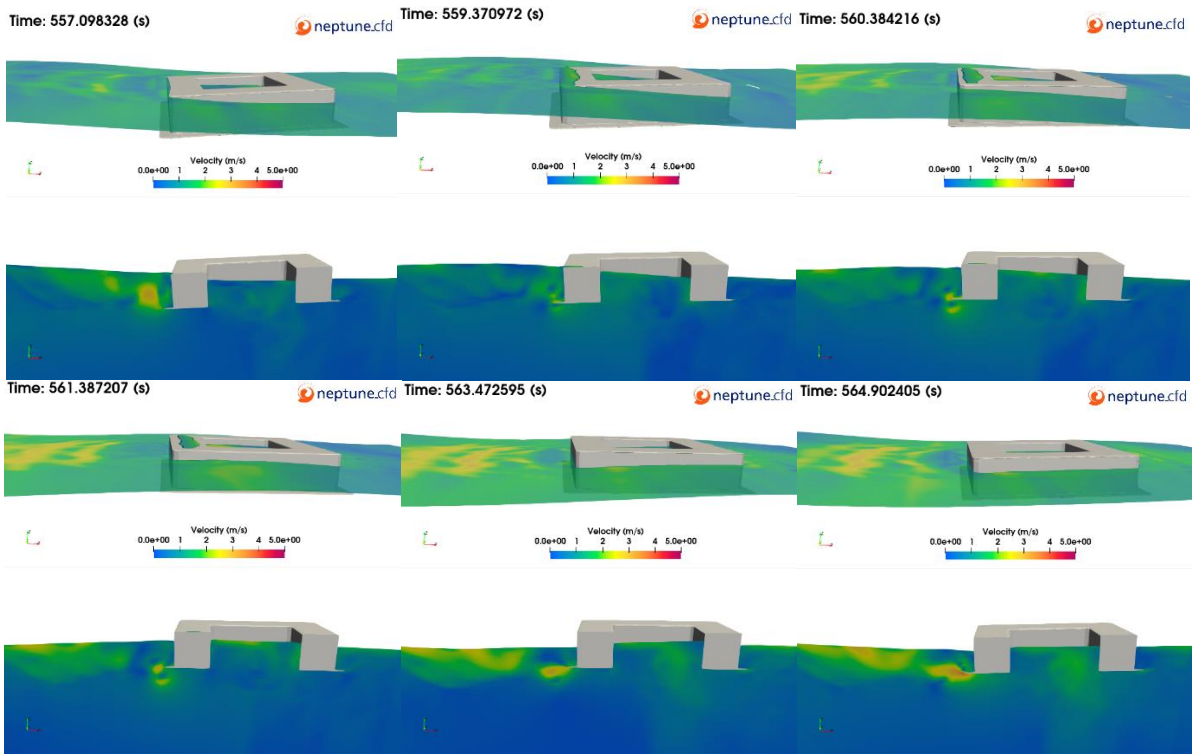 Time: 557.098328 (s)
neptune_cfd
Time: 559.370972 (s)
neptune_cfd
Time: 560.384216 (s)
neptune_cfd
Velocity (m/s)
0.0e+00 1 2 3 4 5.0e+00
Velocity (m/s)
0.0e+00 1 2 3 4 5.0e+00
Velocity (m/s)
0.0e+00 1 2 3 4 5.0e+00
Time: 561.387207 (s)
neptune_cfd
Time: 563.472595 (s)
neptune_cfd
Time: 564.902405 (s)
neptune_cfd
Velocity (m/s)
0.0e+00 1 2 3 4 5.0e+00
Velocity (m/s)
0.0e+00 1 2 3 4 5.0e+00
Velocity (m/s)
0.0e+00 1 2 3 4 5.0e+00